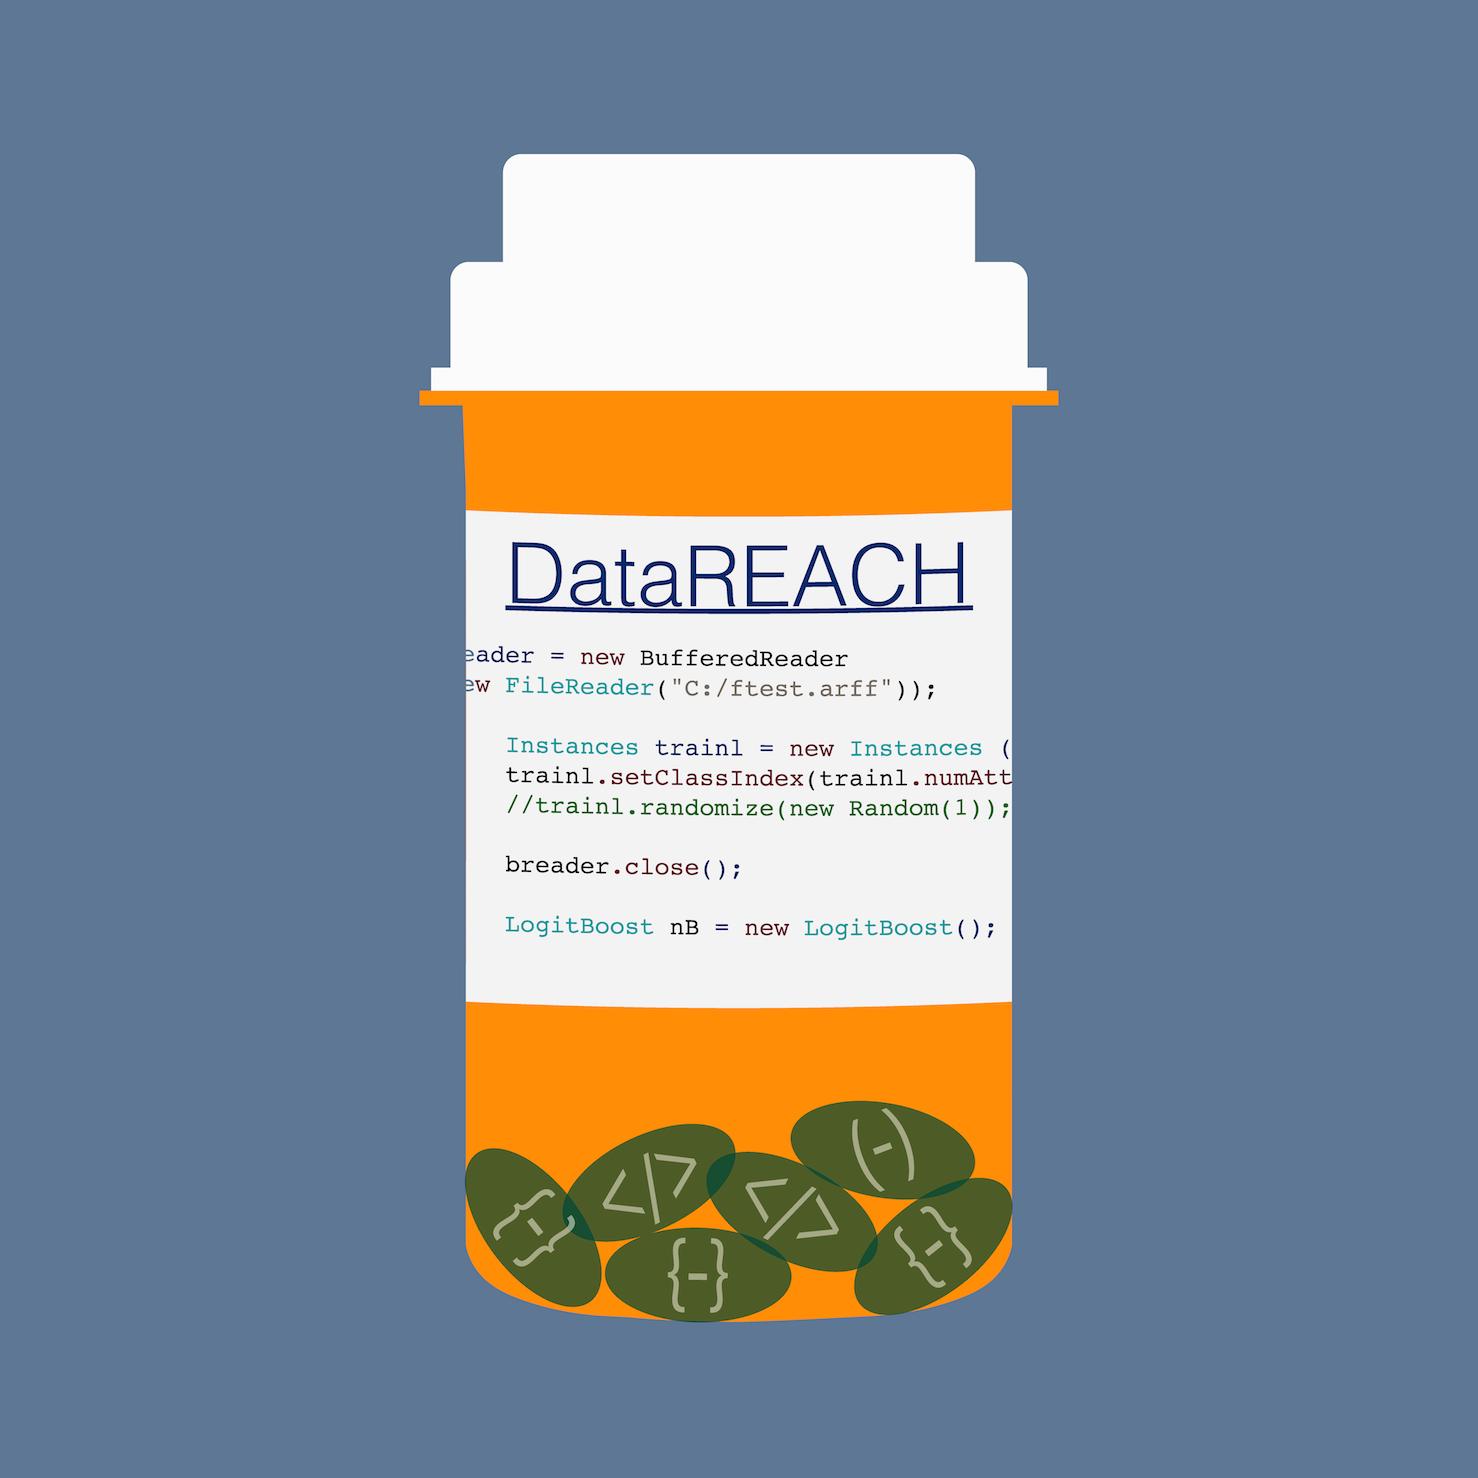 DataREACH
eader = new BufferedReader
ew FileReader("C:/ftest.arff"));
Instances trainl = new Instances (
trainl.setClassIndex(trainl.numAtt
//trainl.randomize(new Random(1));
breader.close();
LogitBoost nB = new LogitBoost();
(-)
</>
</>
{-}
{-}
{-}